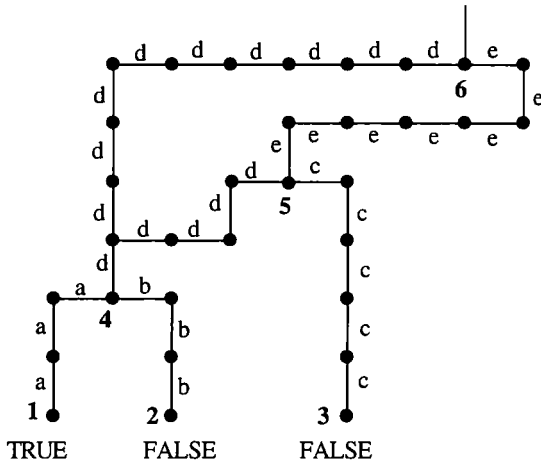 d d d d d d e
6
d e
e e e e e
d e d c
5
d d c
d d
d c
a b
4
a b c
a b c
1 2 3
TRUE FALSE FALSE